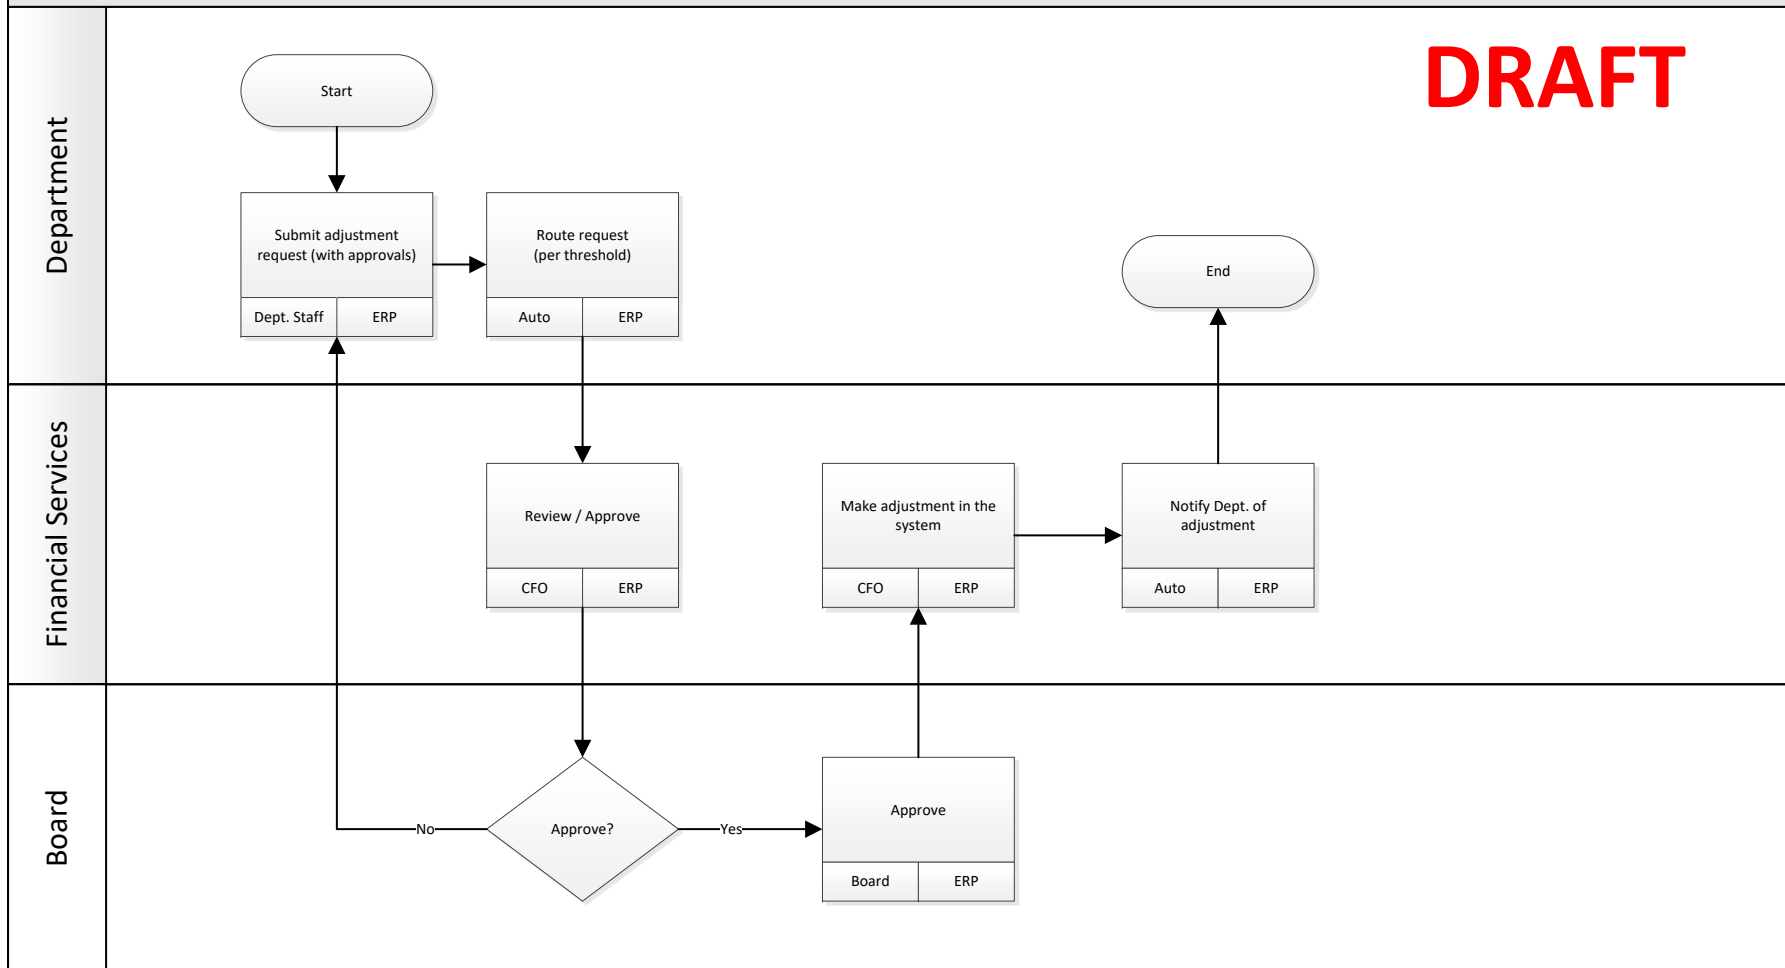 DRAFT
Department
Start
Submit adjustment
request (with approvals)
Dept. Staff
ERP
Route request
(per threshold)
Auto
ERP
End
Financial Services
Review / Approve
CFO
ERP
Make adjustment in the
system
CFO
ERP
Notify Dept. of
adjustment
Auto
ERP
Board
No
Approve?
Yes
Approve
Board
ERP